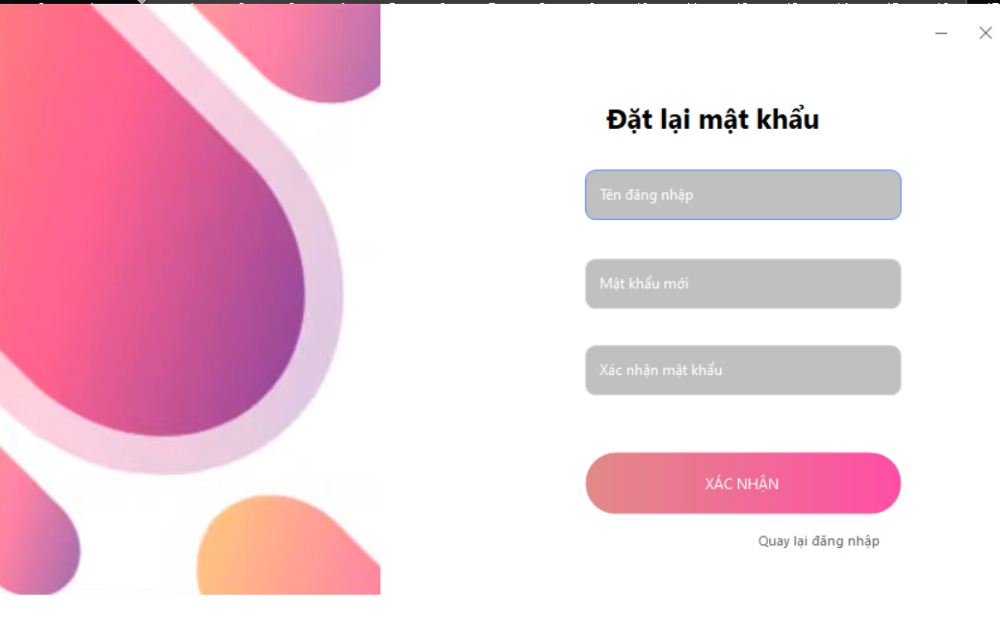 Đặt lại mật khẩu
Tên đăng nhập
Mật khẩu mới
Xác nhận mật khẩu
XÁC NHẬN
Quay lại đăng nhập